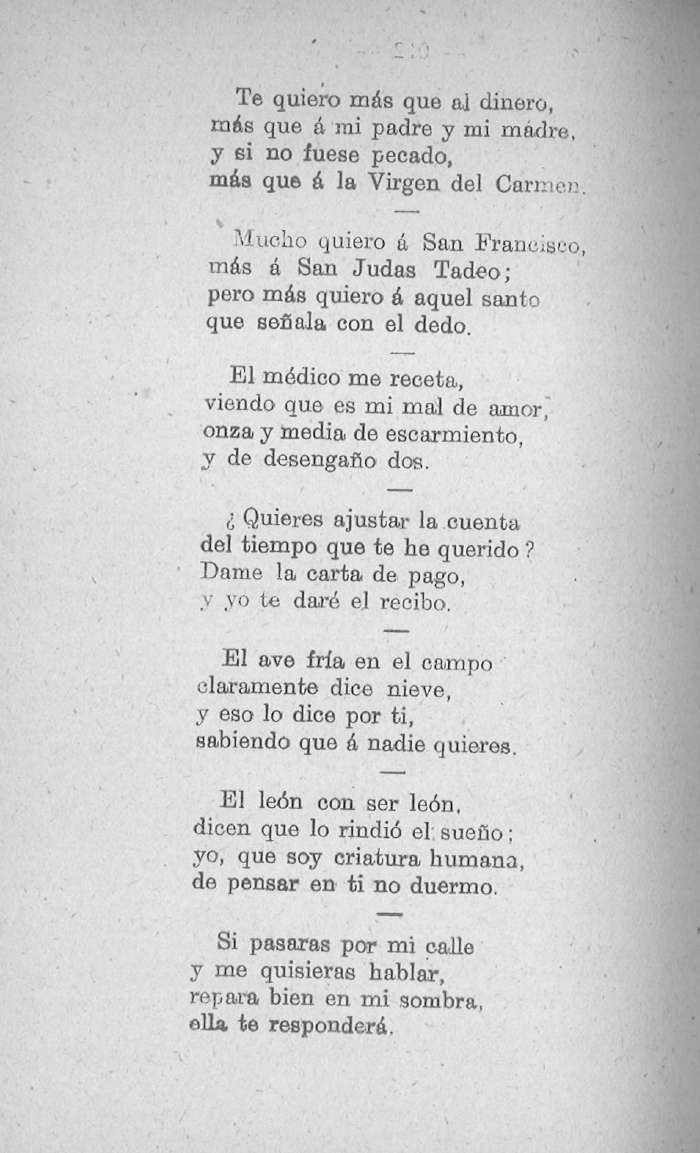 Te quiero más que al dinero,
más que á mi padre y mi madre,
y si no fuese pecado,
más que á la Virgen del Carmen.
Mucho quiero á San Francisco,
más á San Judas Tadeo;
pero más quiero á aquel santo
que señala con el dedo.
El médico me receta,
viendo que es mi mal de amor,
onza y media de escarmiento,
y de desengaño dos.
¿Quieres ajustar la cuenta
del tiempo que te he querido?
Dame la carta de pago,
y yo te daré el recibo.
El ave fría en el campo
claramente dice nieve,
y eso lo dice por ti,
sabiendo que á nadie quieres.
El león con ser león,
dicen que lo rindió el sueño;
yo, que soy criatura humana,
de pensar en ti no duermo.
Si pasaras por mi calle
y me quisieras hablar,
repara bien en mi sombra,
ella te responderá.